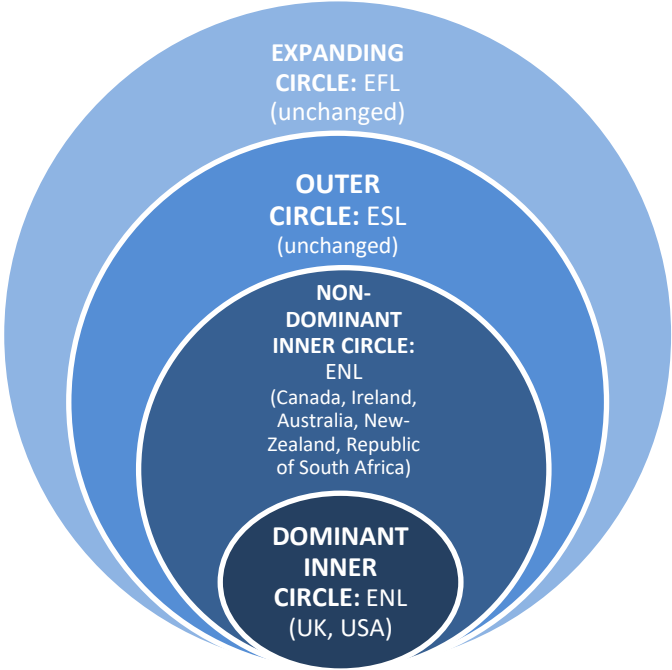 EXPANDING
CIRCLE: EFL
(unchanged)
OUTER
CIRCLE: ESL
(unchanged)
NON-
DOMINANT
INNER CIRCLE:
ENL
(Canada, Ireland,
Australia, New-
Zealand, Republic
of South Africa)
DOMINANT
INNER
CIRCLE: ENL
(UK, USA)